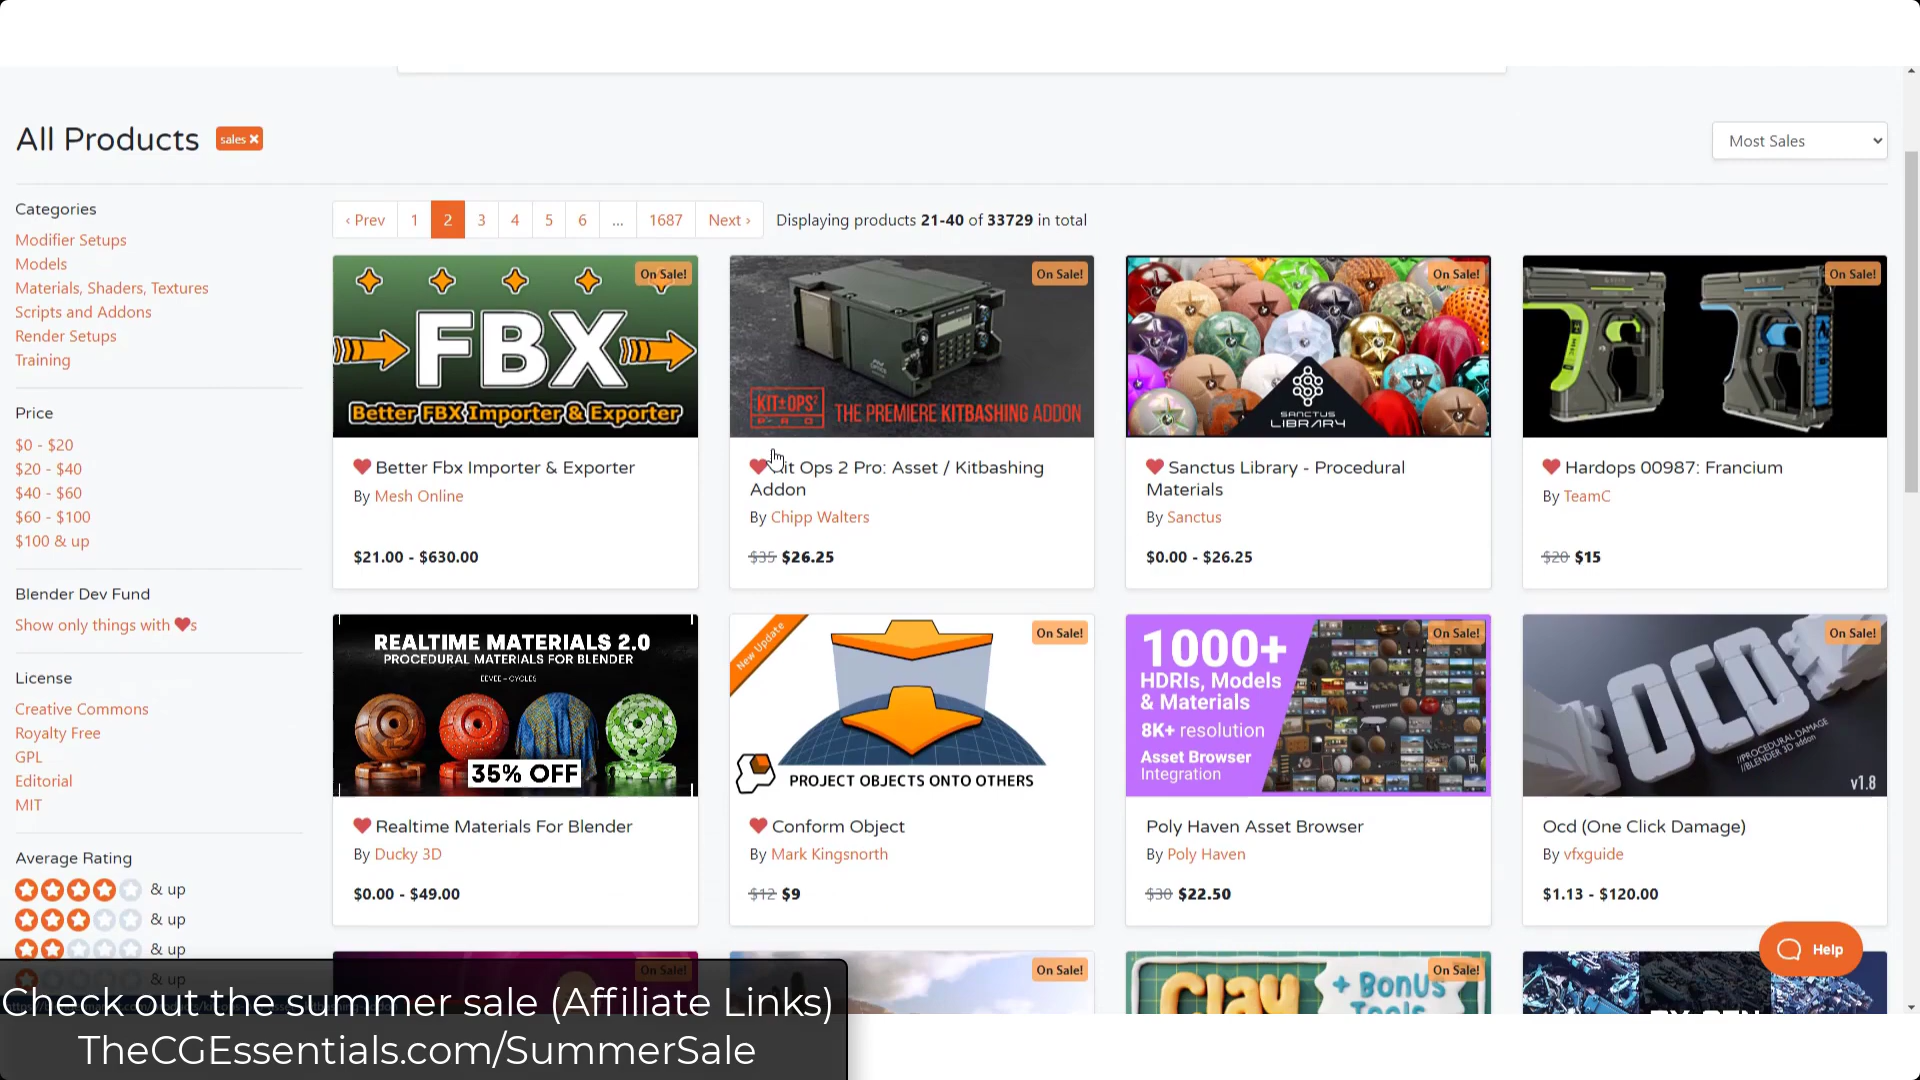 All Products
sales ×
Most Sales
Categories
Modifier Setups
Models
Materials, Shaders, Textures
Scripts and Addons
Render Setups
Training
Price
$0 - $20
$20 - $40
$40 - $60
$60 - $100
$100 & up
Blender Dev Fund
Show only things with ♥s
License
Creative Commons
Royalty Free
GPL
Editorial
MIT
Average Rating
& up
& up
& up
& up
‹ Prev 1 2 3 4 5 6 ... 1687 Next › Displaying products 21-40 of 33729 in total
On Sale!
FBX
Better FBX Importer & Exporter
Better Fbx Importer & Exporter
By Mesh Online
$21.00 - $630.00
On Sale!
KIT OPS 2
PRO
THE PREMIERE KITBASHING ADDON
Kit Ops 2 Pro: Asset / Kitbashing
Addon
By Chipp Walters
$35 $26.25
On Sale!
SANCTUS
LIBRARY
Sanctus Library - Procedural
Materials
By Sanctus
$0.00 - $26.25
On Sale!
Hardops 00987: Francium
By TeamC
$20 $15
REALTIME MATERIALS 2.0
PROCEDURAL MATERIALS FOR BLENDER
EEVEE - CYCLES
35% OFF
Realtime Materials For Blender
By Ducky 3D
$0.00 - $49.00
New Update
On Sale!
PROJECT OBJECTS ONTO OTHERS
Conform Object
By Mark Kingsnorth
$12 $9
On Sale!
1000+
HDRIs, Models
& Materials
8K+ resolution
Asset Browser
Integration
Poly Haven Asset Browser
By Poly Haven
$30 $22.50
On Sale!
OCD
//PROCEDURAL DAMAGE
//BLENDER 3D addon
v1.8
Ocd (One Click Damage)
By vfxguide
$1.13 - $120.00
On Sale!
On Sale!
On Sale!
Clay
+ BONUS
Tools
Help
Check out the summer sale (Affiliate Links)
TheCGEssentials.com/SummerSale